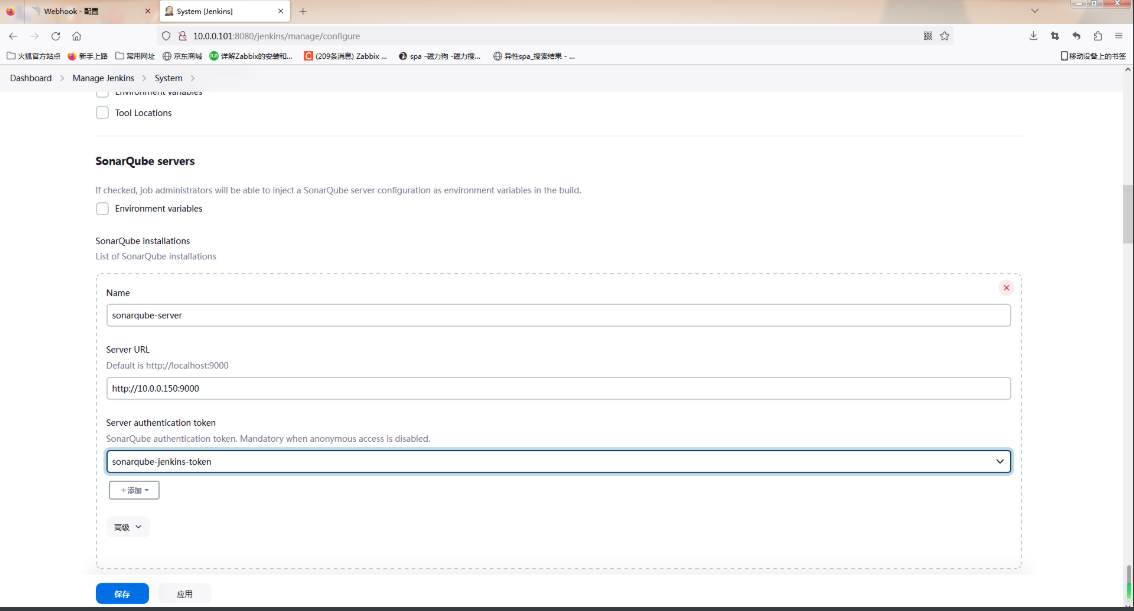 Webhook - 配置
System [Jenkins]
10.0.0.101:8080/jenkins/manage/configure
火狐官方站点 新手上路 常用网址 京东商城 详解Zabbix的安装和... (209条消息) Zabbix ... spa -磁力狗 -磁力搜... 异性spa_搜索结果 - ... 移动设备上的书签
Dashboard > Manage Jenkins > System >
Environment variables
Tool Locations
SonarQube servers
If checked, job administrators will be able to inject a SonarQube server configuration as environment variables in the build.
Environment variables
SonarQube installations
List of SonarQube installations
Name
sonarqube-server
Server URL
Default is http://localhost:9000
http://10.0.0.150:9000
Server authentication token
SonarQube authentication token. Mandatory when anonymous access is disabled.
sonarqube-jenkins-token
+ 添加
高级
保存 应用